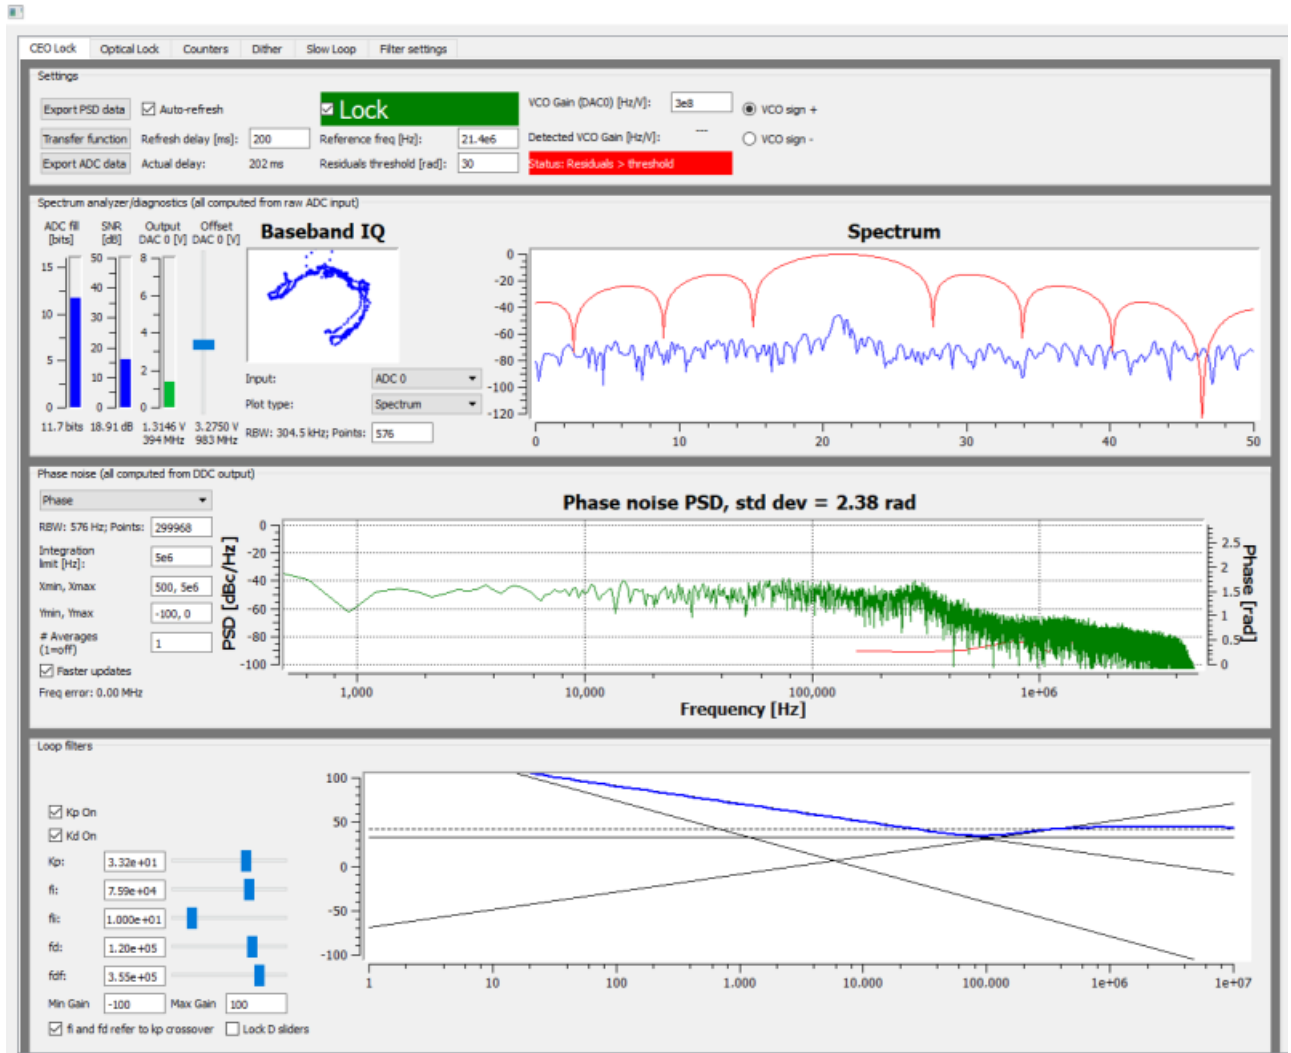 CEO Lock Optical Lock Counters Dither Slow Loop Filter settings
Settings
Export PSD data Auto-refresh Lock VCO Gain (DAC0) [Hz/V]: 3e8 VCO sign +
Transfer function Refresh delay [ms]: 200 Reference freq [Hz]: 21.4e6 Detected VCO Gain [Hz/V]: --- VCO sign -
Export ADC data Actual delay: 202 ms Residuals threshold [rad]: 30 Status: Residuals > threshold
Spectrum analyzer/diagnostics (all computed from raw ADC input)
ADC fill SNR Output Offset
[bits] [dB] DAC 0 [V] DAC 0 [V]
Baseband IQ
Spectrum
15 50 8 0
40 6 -20
10 30 4 -40
-60
5 20 -80
10 2 -100
0 0 0 -120
Input: ADC 0
Plot type: Spectrum
RBW: 304.5 kHz; Points: 576
11.7 bits 18.91 dB 1.3146 V 3.2750 V
394 MHz 983 MHz
0 10 20 30 40 50
Phase noise (all computed from DDC output)
Phase
Phase noise PSD, std dev = 2.38 rad
RBW: 576 Hz; Points: 299968
Integration
limit [Hz]: 5e6
Xmin, Xmax 500, 5e6
Ymin, Ymax -100, 0
# Averages
(1=off) 1
Faster updates
Freq error: 0.00 MHz
PSD [dBc/Hz]
0
-20
-40
-60
-80
-100
2.5
2
1.5
1
0.5
0
Phase [rad]
1,000 10,000 100,000 1e+06
Frequency [Hz]
Loop filters
Kp On
Kd On
Kp: 3.32e+01
fi: 7.59e+04
fli: 1.000e+01
fd: 1.20e+05
fdf: 3.55e+05
Min Gain -100 Max Gain 100
fi and fd refer to kp crossover Lock D sliders
100
50
0
-50
-100
1 10 100 1.000 10.000 100.000 1e+06 1e+07